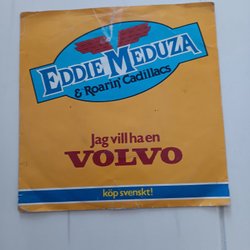 EDDIE MEDUZA
& Roarin' Cadillacs
Jag vill ha en
VOLVO
köp svenskt!